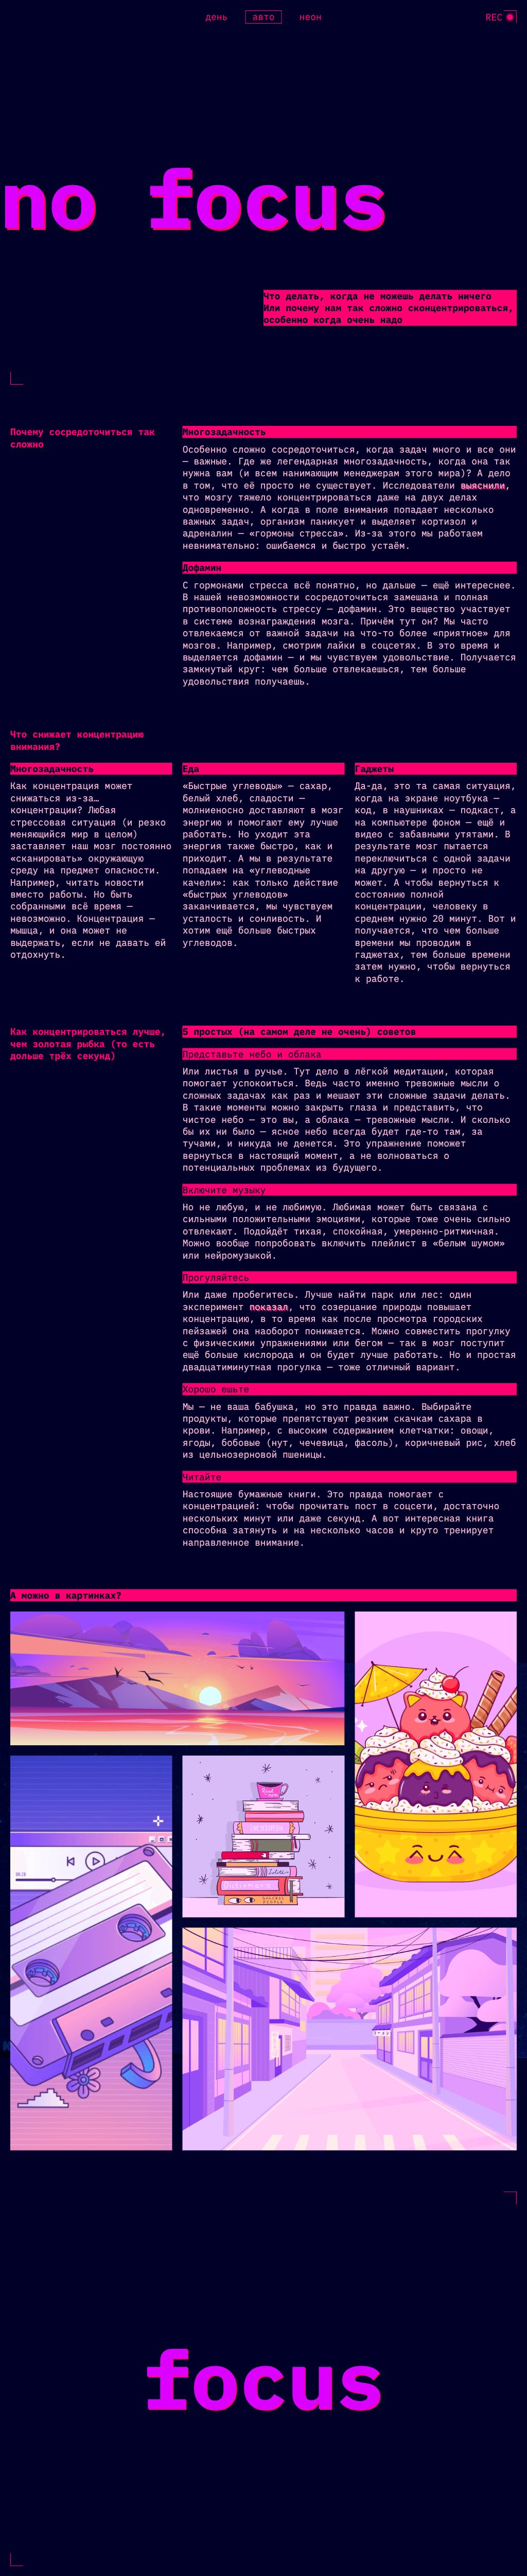 день авто неон REC
no focus
Что делать, когда не можешь делать ничего
Или почему нам так сложно сконцентрироваться,
особенно когда очень надо
Почему сосредоточиться так
сложно
Многозадачность
Особенно сложно сосредоточиться, когда задач много и все они
— важные. Где же легендарная многозадачность, когда она так
нужна вам (и всем нанимающим менеджерам этого мира)? А дело
в том, что её просто не существует. Исследователи выяснили,
что мозгу тяжело концентрироваться даже на двух делах
одновременно. А когда в поле внимания попадает несколько
важных задач, организм паникует и выделяет кортизол и
адреналин — «гормоны стресса». Из-за этого мы работаем
невнимательно: ошибаемся и быстро устаём.
Дофамин
С гормонами стресса всё понятно, но дальше — ещё интереснее.
В нашей невозможности сосредоточиться замешана и полная
противоположность стрессу — дофамин. Это вещество участвует
в системе вознаграждения мозга. Причём тут он? Мы часто
отвлекаемся от важной задачи на что-то более «приятное» для
мозгов. Например, смотрим лайки в соцсетях. В это время и
выделяется дофамин — и мы чувствуем удовольствие. Получается
замкнутый круг: чем больше отвлекаешься, тем больше
удовольствия получаешь.
Что снижает концентрацию
внимания?
Многозадачность
Как концентрация может
снижаться из-за…
концентрации? Любая
стрессовая ситуация (и резко
меняющийся мир в целом)
заставляет наш мозг постоянно
«сканировать» окружающую
среду на предмет опасности.
Например, читать новости
вместо работы. Но быть
собранными всё время —
невозможно. Концентрация —
мышца, и она может не
выдержать, если не давать ей
отдохнуть.
Еда
«Быстрые углеводы» — сахар,
белый хлеб, сладости —
молниеносно доставляют в мозг
энергию и помогают ему лучше
работать. Но уходит эта
энергия также быстро, как и
приходит. А мы в результате
попадаем на «углеводные
качели»: как только действие
«быстрых углеводов»
заканчивается, мы чувствуем
усталость и сонливость. И
хотим ещё больше быстрых
углеводов.
Гаджеты
Да-да, это та самая ситуация,
когда на экране ноутбука —
код, в наушниках — подкаст, а
на компьютере фоном — ещё и
видео с забавными утятами. В
результате мозг пытается
переключиться с одной задачи
на другую — и просто не
может. А чтобы вернуться к
состоянию полной
концентрации, человеку в
среднем нужно 20 минут. Вот и
получается, что чем больше
времени мы проводим в
гаджетах, тем больше времени
затем нужно, чтобы вернуться
к работе.
Как концентрироваться лучше,
чем золотая рыбка (то есть
дольше трёх секунд)
5 простых (на самом деле не очень) советов
Представьте небо и облака
Или листья в ручье. Тут дело в лёгкой медитации, которая
помогает успокоиться. Ведь часто именно тревожные мысли о
сложных задачах как раз и мешают эти сложные задачи делать.
В такие моменты можно закрыть глаза и представить, что
чистое небо — это вы, а облака — тревожные мысли. И сколько
бы их ни было — ясное небо всегда будет где-то там, за
тучами, и никуда не денется. Это упражнение поможет
вернуться в настоящий момент, а не волноваться о
потенциальных проблемах из будущего.
Включите музыку
Но не любую, и не любимую. Любимая может быть связана с
сильными положительными эмоциями, которые тоже очень сильно
отвлекают. Подойдёт тихая, спокойная, умеренно-ритмичная.
Можно вообще попробовать включить плейлист в «белым шумом»
или нейромузыкой.
Прогуляйтесь
Или даже пробегитесь. Лучше найти парк или лес: один
эксперимент показал, что созерцание природы повышает
концентрацию, в то время как после просмотра городских
пейзажей она наоборот понижается. Можно совместить прогулку
с физическими упражнениями или бегом — так в мозг поступит
ещё больше кислорода и он будет лучше работать. Но и простая
двадцатиминутная прогулка — тоже отличный вариант.
Хорошо ешьте
Мы — не ваша бабушка, но это правда важно. Выбирайте
продукты, которые препятствуют резким скачкам сахара в
крови. Например, с высоким содержанием клетчатки: овощи,
ягоды, бобовые (нут, чечевица, фасоль), коричневый рис, хлеб
из цельнозерновой пшеницы.
Читайте
Настоящие бумажные книги. Это правда помогает с
концентрацией: чтобы прочитать пост в соцсети, достаточно
нескольких минут или даже секунд. А вот интересная книга
способна затянуть и на несколько часов и круто тренирует
направленное внимание.
А можно в картинках?
focus